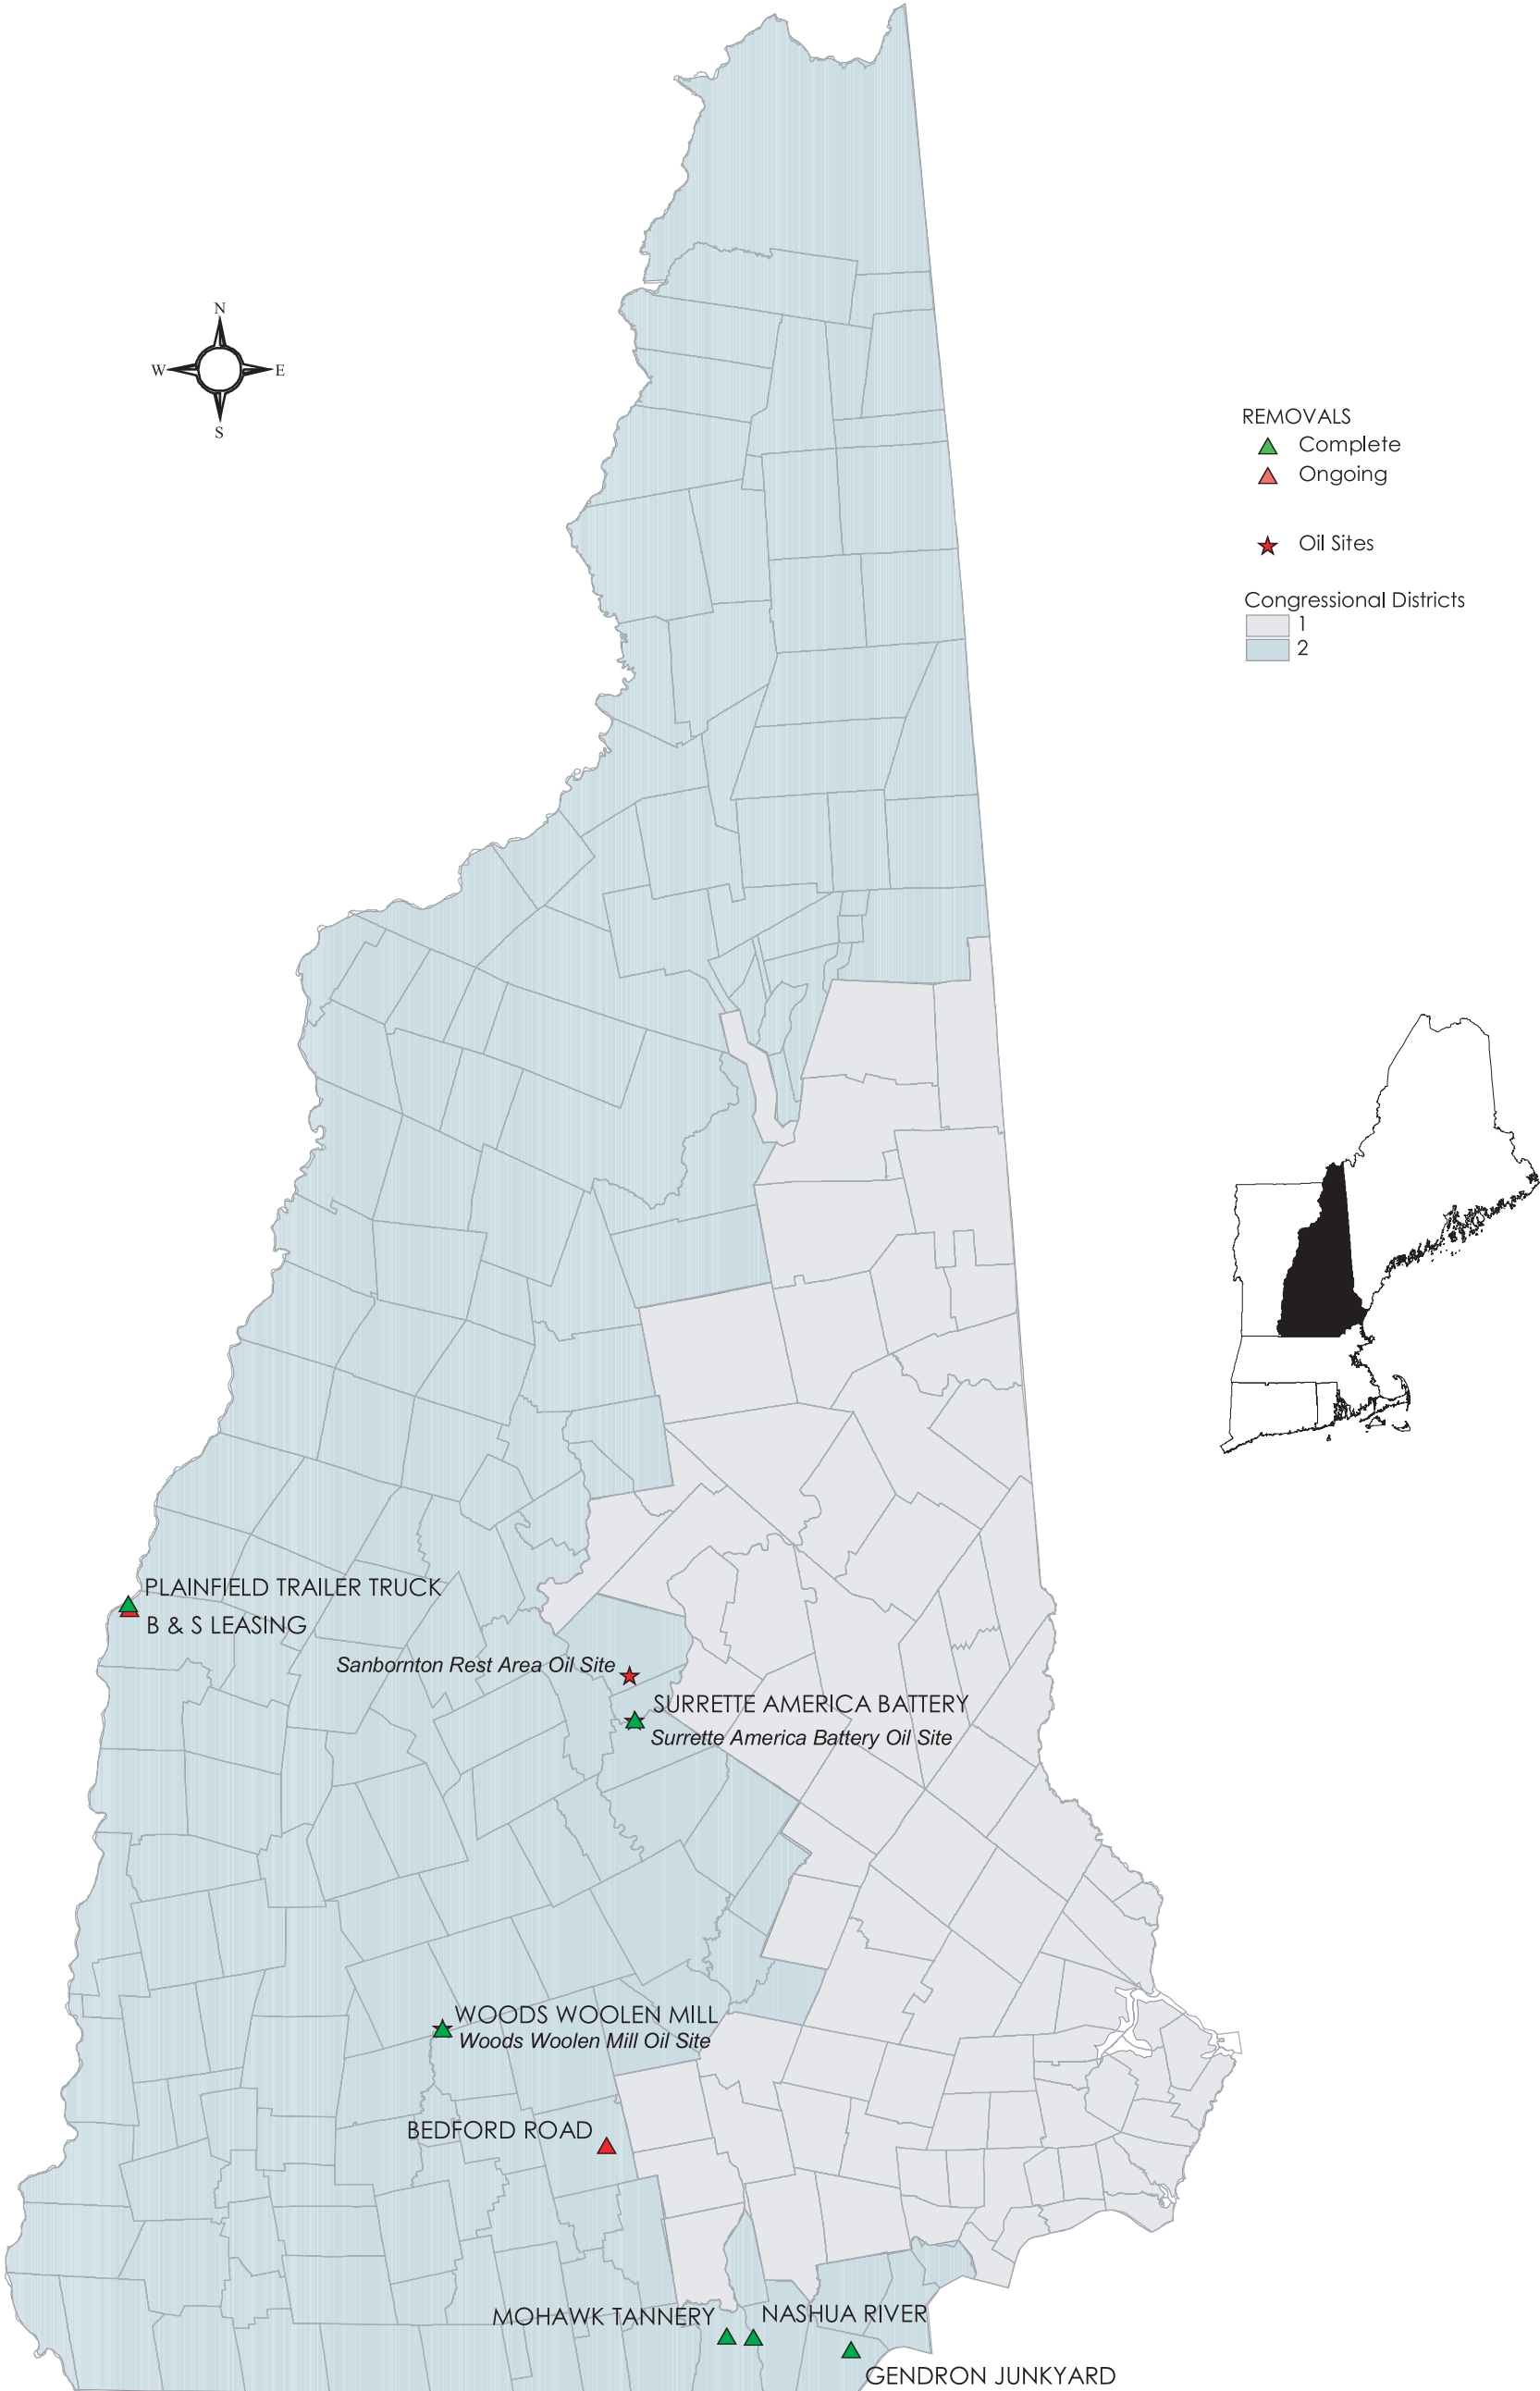 N
W E
S
REMOVALS
Complete
Ongoing
Oil Sites
Congressional Districts
1
2
PLAINFIELD TRAILER TRUCK
B & S LEASING
Sanbornton Rest Area Oil Site
SURRETTE AMERICA BATTERY
Surrette America Battery Oil Site
WOODS WOOLEN MILL
Woods Woolen Mill Oil Site
BEDFORD ROAD
MOHAWK TANNERY
NASHUA RIVER
GENDRON JUNKYARD